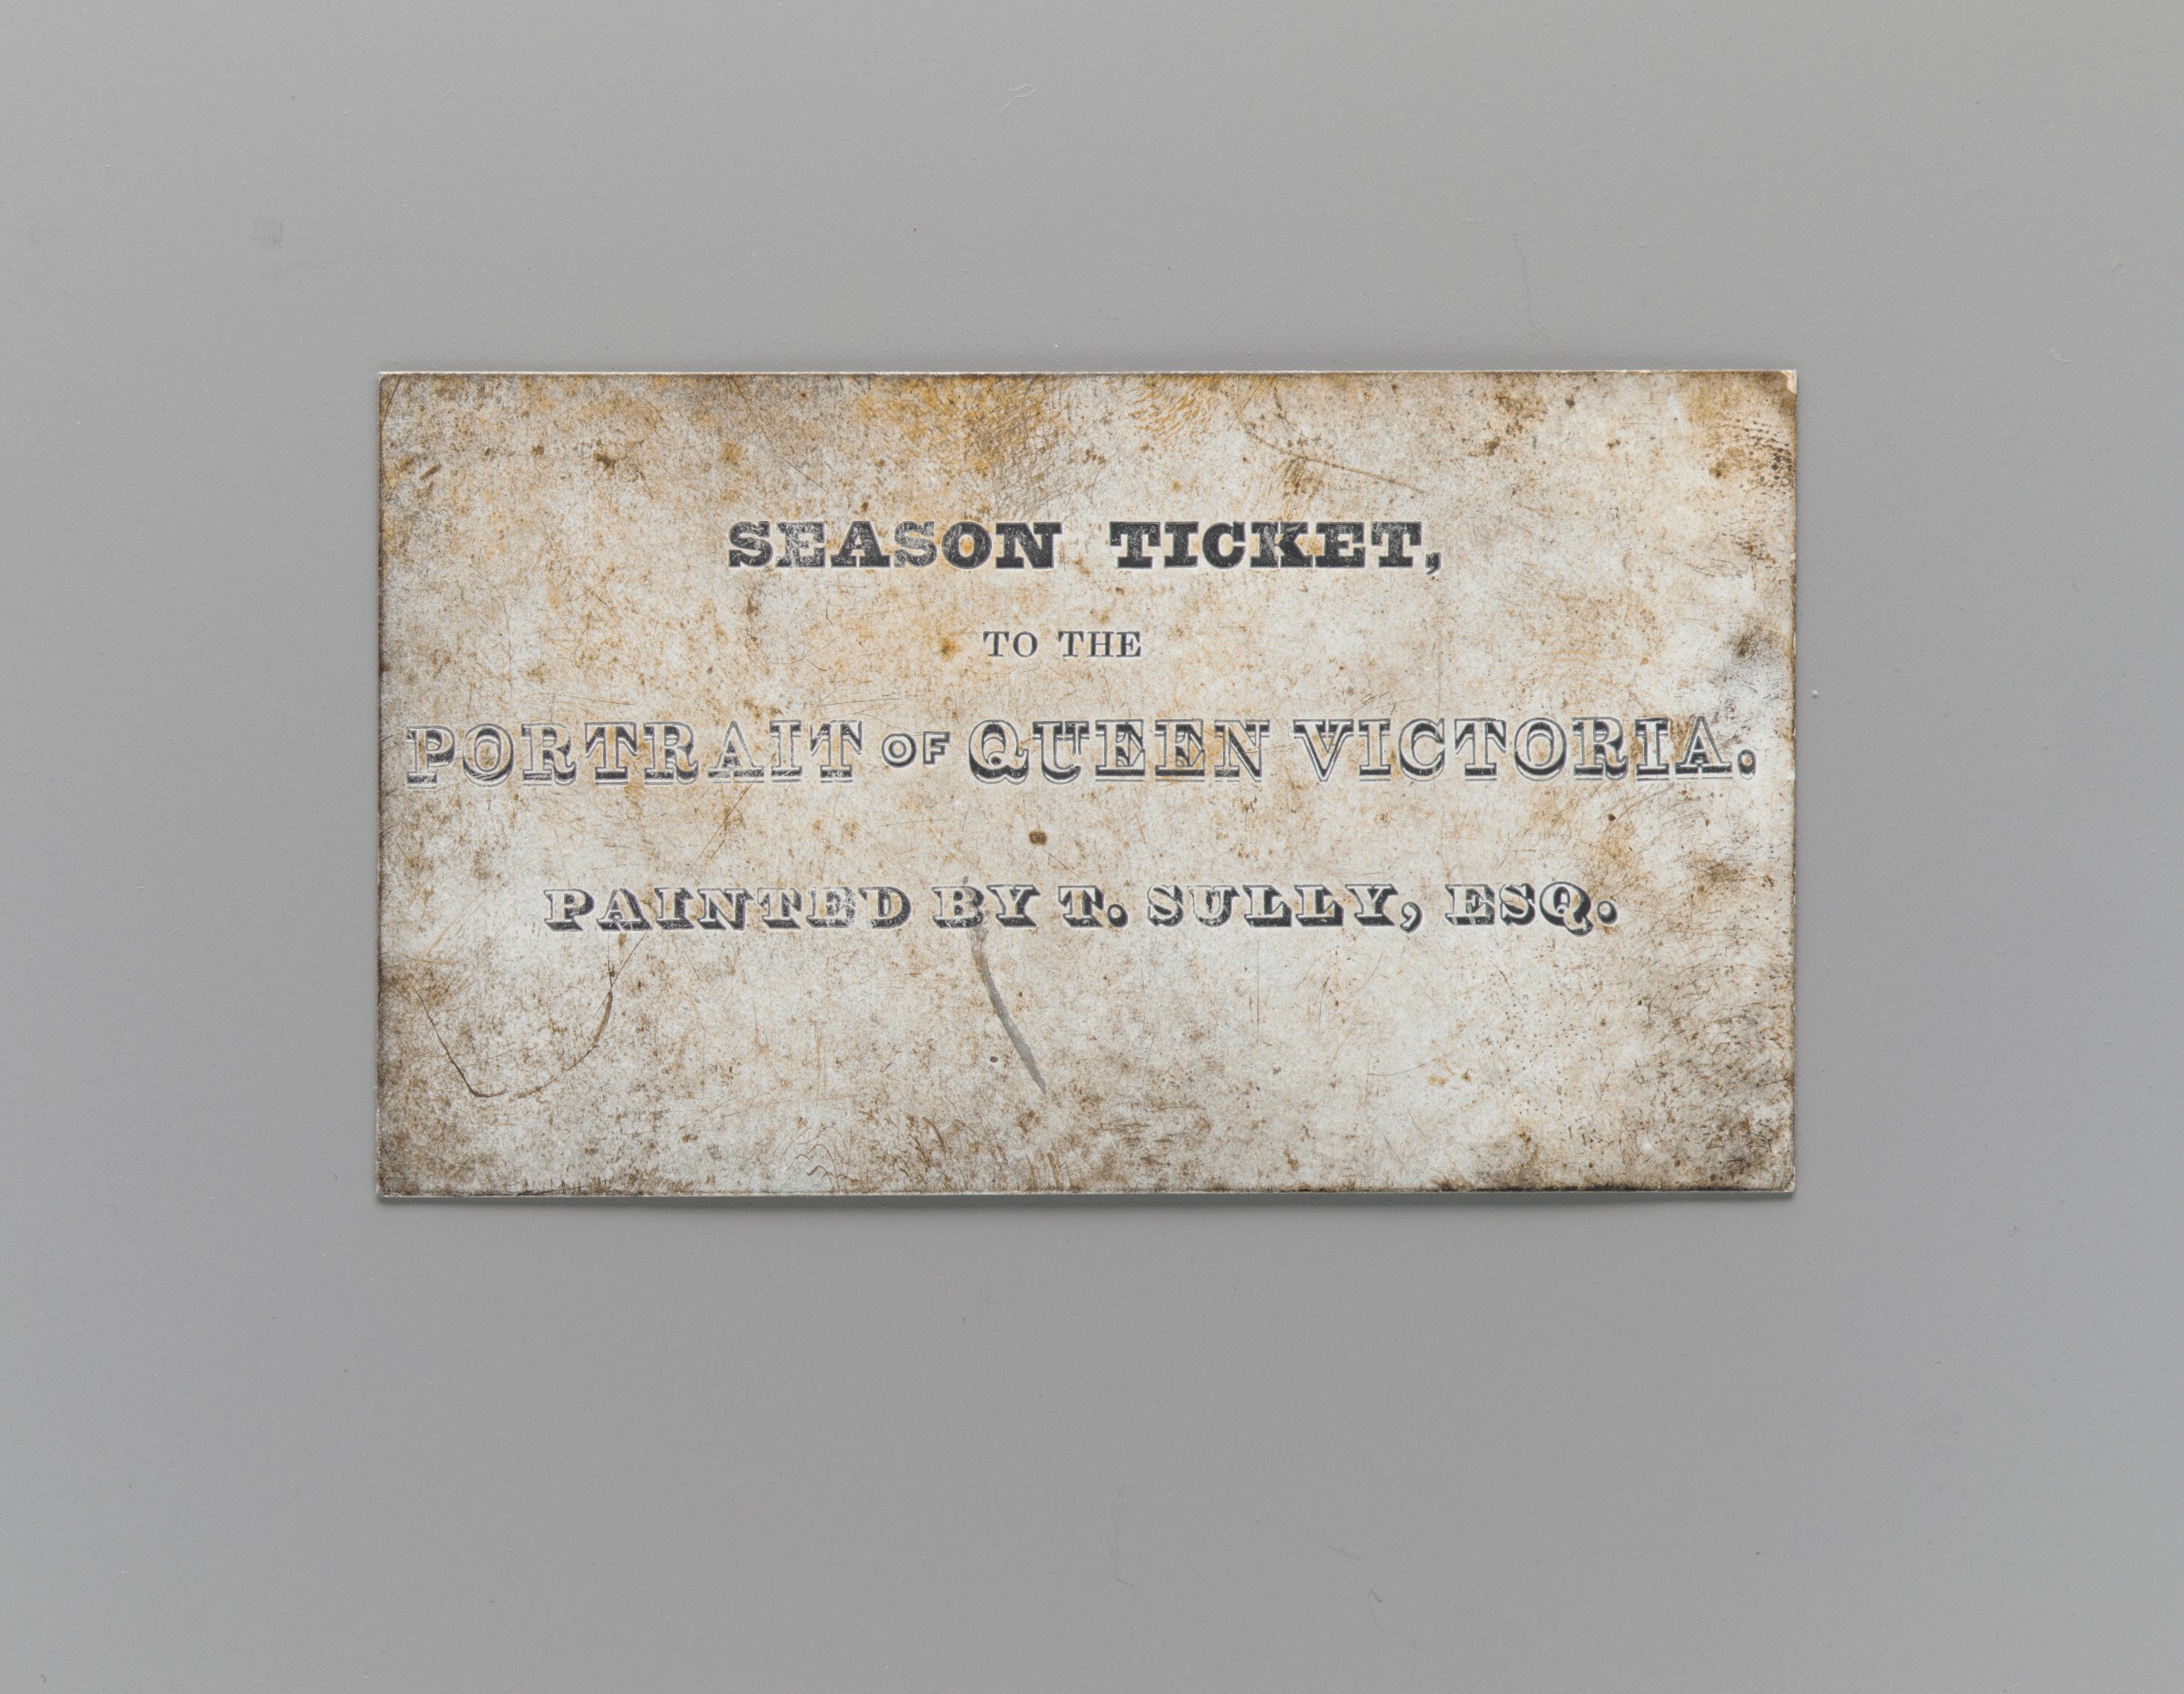 SEASON TICKET,
TO THE
PORTRAIT OF QUEEN VICTORIA.
PAINTED BY T. SULLY, ESQ.